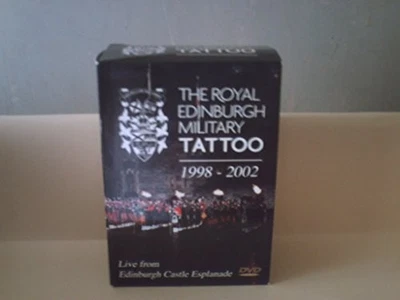 TATTOO
THE ROYAL
EDINBURGH
MILITARY
TATTOO
1998 - 2002
Live from
Edinburgh Castle Esplanade
DVD